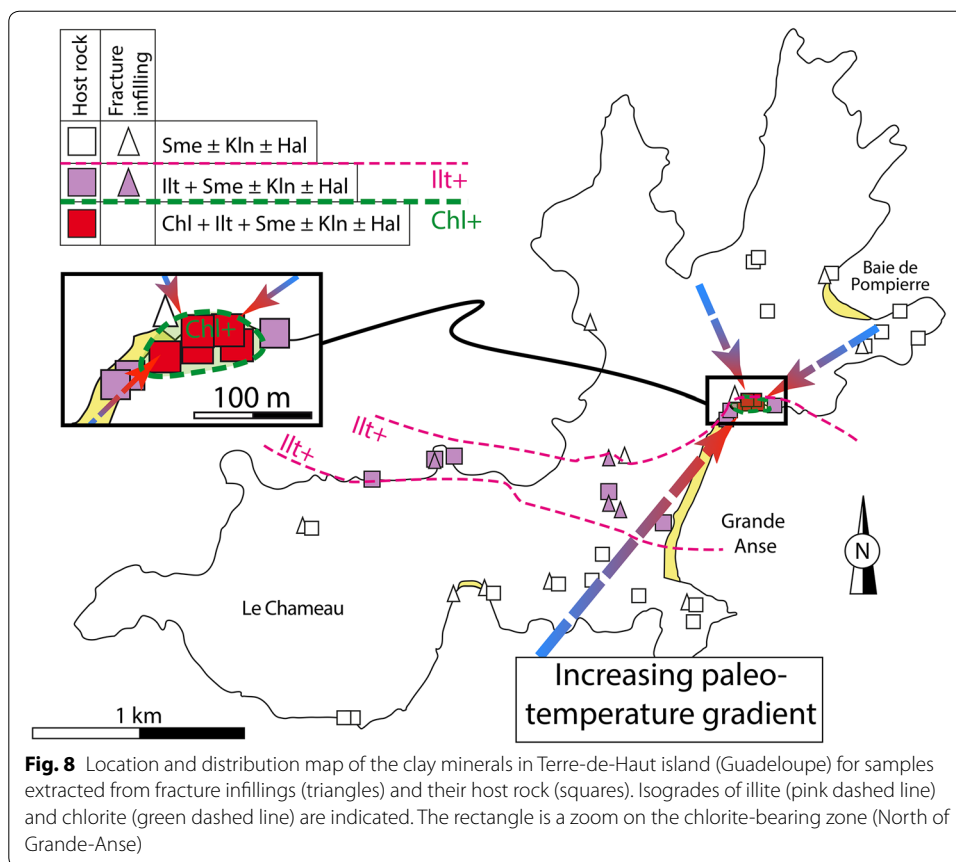 Host rock
Fracture
infilling
Sme ± Kln ± Hal
Ilt + Sme ± Kln ± Hal
Ilt+
Chl + Ilt + Sme ± Kln ± Hal
Chl+
Chl+
100 m
Baie de
Pompierre
Ilt+
Ilt+
Grande
Anse
N
Le Chameau
Increasing paleo-
temperature gradient
1 km
Fig. 8 Location and distribution map of the clay minerals in Terre-de-Haut island (Guadeloupe) for samples
extracted from fracture infillings (triangles) and their host rock (squares). Isogrades of illite (pink dashed line)
and chlorite (green dashed line) are indicated. The rectangle is a zoom on the chlorite-bearing zone (North of
Grande-Anse)